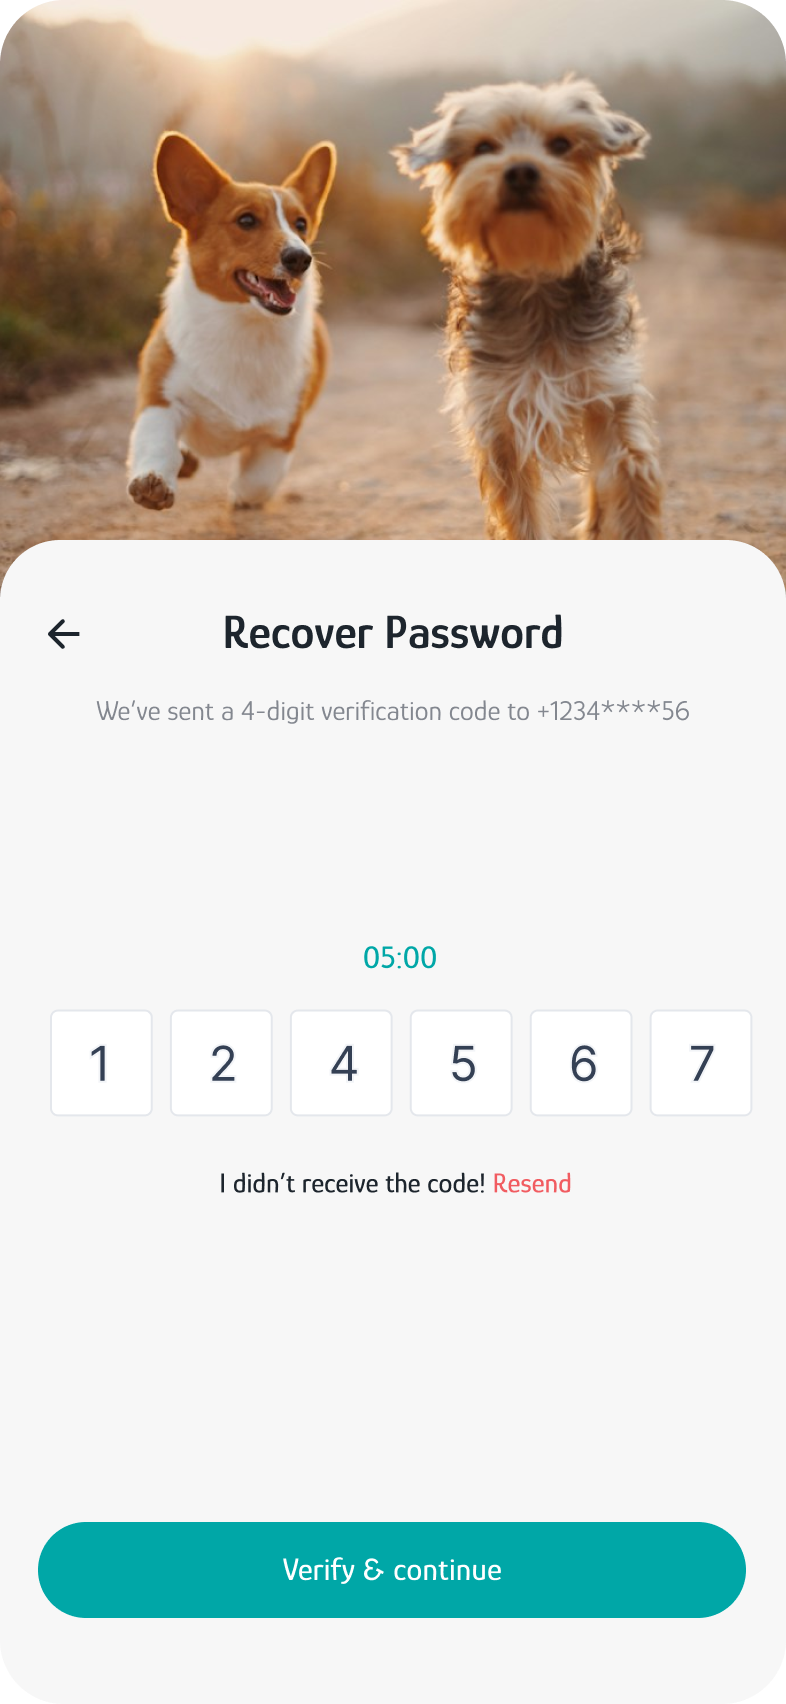 Recover Password
We’ve sent a 4-digit verification code to +1234****56
05:00
1 2 4 5 6 7
I didn’t receive the code! Resend
Verify & continue